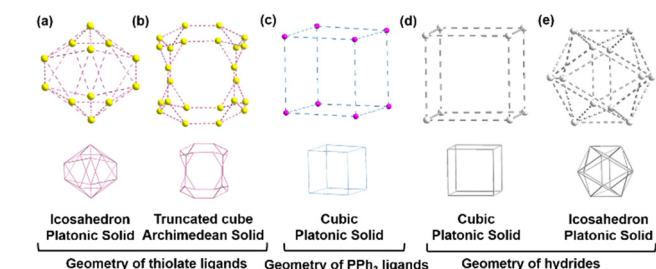 (a) (b) (c) (d) (e)
Icosahedron
Platonic Solid
Truncated cube
Archimedean Solid
Cubic
Platonic Solid
Cubic
Platonic Solid
Icosahedron
Platonic Solid
Geometry of thiolate ligands
Geometry of PPh₃ ligands
Geometry of hydrides